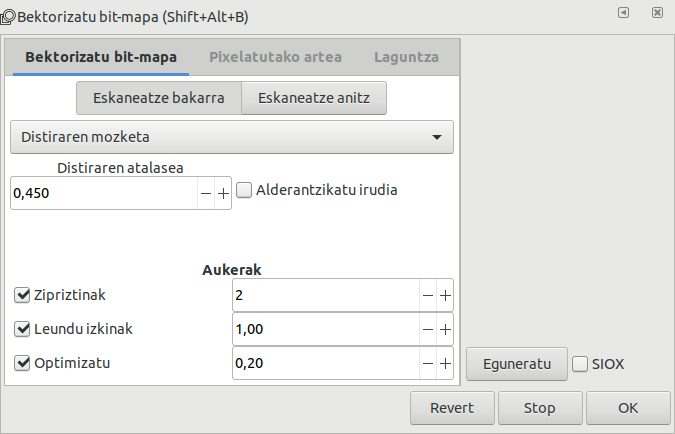 Bektorizatu bit-mapa (Shift+Alt+B)
Bektorizatu bit-mapa Pixelatutako artea Laguntza
Eskaneatze bakarra Eskaneatze anitz
Distiraren mozketa
Distiraren atalasea
0,450 Alderantzikatu irudia
Aukerak
Zipriztinak 2
Leundu izkinak 1,00
Optimizatu 0,20
Eguneratu SIOX
Revert Stop OK